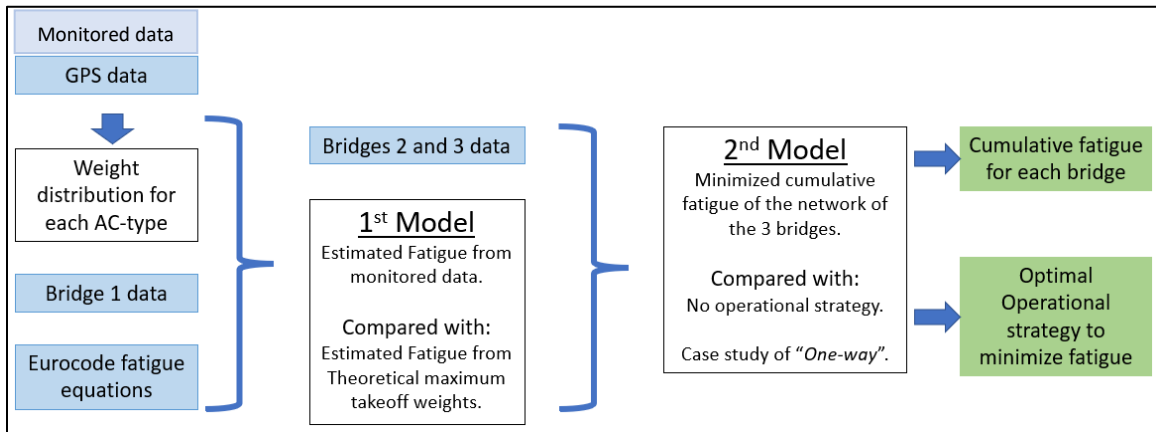 Monitored data
GPS data
Weight
distribution for
each AC-type
Bridge 1 data
Eurocode fatigue
equations
Bridges 2 and 3 data
1st Model
Estimated Fatigue from
monitored data.
Compared with:
Estimated Fatigue from
Theoretical maximum
takeoff weights.
2nd Model
Minimized cumulative
fatigue of the network of
the 3 bridges.
Compared with:
No operational strategy.
Case study of “One-way”.
Cumulative fatigue
for each bridge
Optimal
Operational
strategy to
minimize fatigue